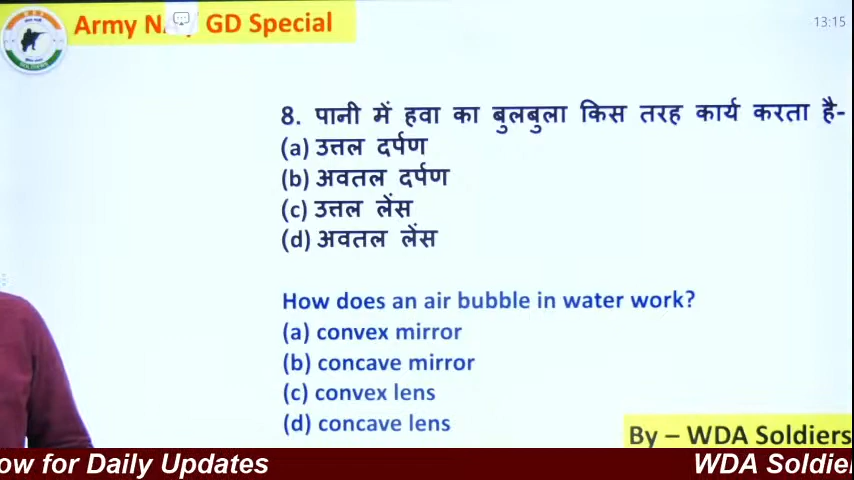 Army N GD Special
13:15
8. पानी में हवा का बुलबुला किस तरह कार्य करता है-
(a) उत्तल दर्पण
(b) अवतल दर्पण
(c) उत्तल लेंस
(d) अवतल लेंस
How does an air bubble in water work?
(a) convex mirror
(b) concave mirror
(c) convex lens
(d) concave lens
By – WDA Soldiers
ow for Daily Updates WDA Soldie